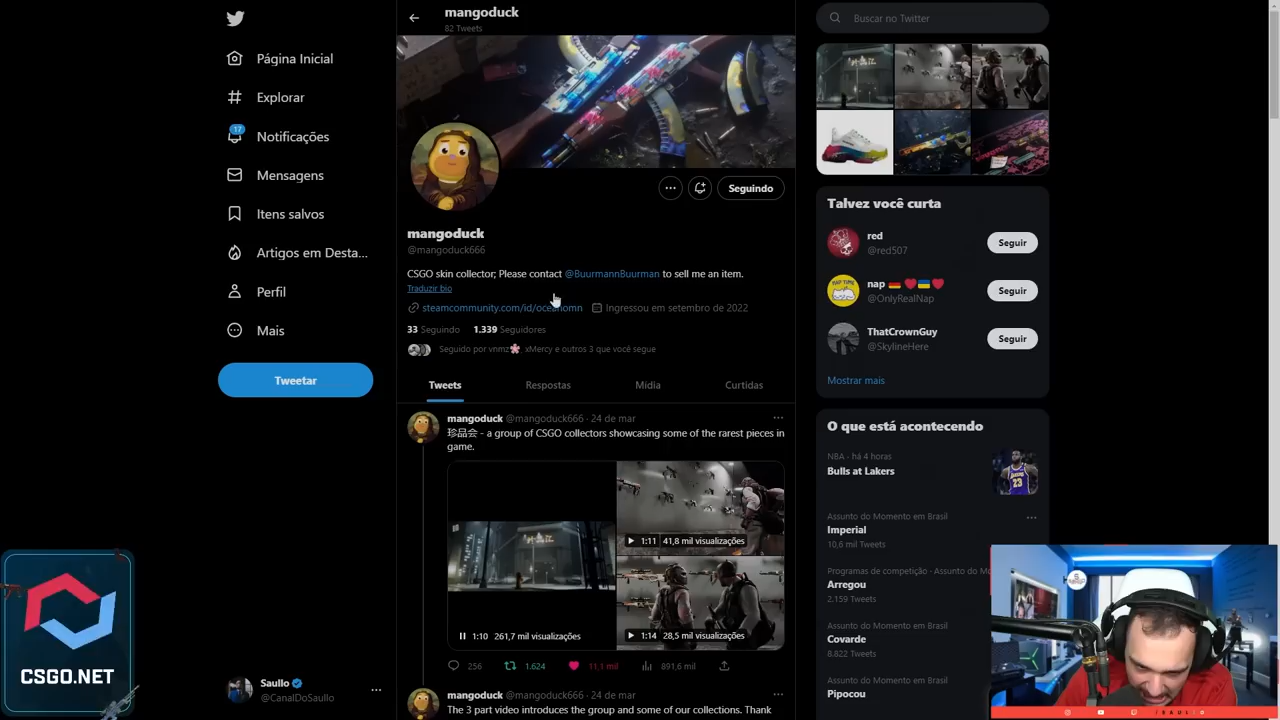 mangoduck
82 Tweets
Buscar no Twitter
Página Inicial
Explorar
17
Notificações
Mensagens
Itens salvos
Artigos em Desta...
Perfil
Mais
Tweetar
Seguindo
mangoduck
@mangoduck666
CSGO skin collector; Please contact @BuurmannBuurman to sell me an item.
Traduzir bio
steamcommunity.com/id/oceanomn
Ingressou em setembro de 2022
33 Seguindo 1.339 Seguidores
Seguido por vnmz🌸 xMercy e outros 3 que você segue
Tweets Respostas Mídia Curtidas
mangoduck @mangoduck666 · 24 de mar
珍品会 - a group of CSGO collectors showcasing some of the rarest pieces in
game.
1:11 41,8 mil visualizações
1:10 261,7 mil visualizações
1:14 28,5 mil visualizações
256 1.624 11,1 mil 891,6 mil
mangoduck @mangoduck666 · 24 de mar
The 3 part video introduces the group and some of our collections. Thank
Talvez você curta
red
@red507
Seguir
nap 🇩🇪❤️🇺🇦❤️
@OnlyRealNap
Seguir
ThatCrownGuy
@SkylineHere
Seguir
Mostrar mais
O que está acontecendo
NBA · há 4 horas
Bulls at Lakers
Assunto do Momento em Brasil
Imperial
10,6 mil Tweets
Programas de competição · Assunto do Mo
Arregou
2.159 Tweets
Assunto do Momento em Brasil
Covarde
8.822 Tweets
Assunto do Momento em Brasil
Pipocou
CSGO.NET
Saullo
@CanalDoSaullo